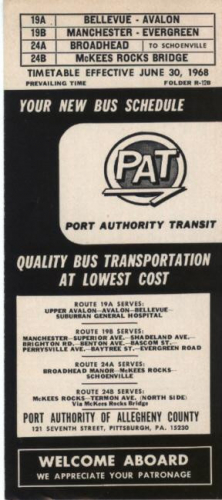 19A BELLEVUE - AVALON
19B MANCHESTER - EVERGREEN
24A BROADHEAD TO SCHOENVILLE
24B McKEES ROCKS BRIDGE
TIMETABLE EFFECTIVE JUNE 30, 1968
PREVAILING TIME FOLDER
YOUR NEW BUS SCHEDULE
PAT
PORT AUTHORITY TRANSIT
QUALITY BUS TRANSPORTATION
AT LOWEST COST
ROUTE 19A SERVES:
UPPER AVALON—AVALON—BELLEVUE—
SUBURBAN GENERAL HOSPITAL
ROUTE 19B SERVES:
MANCHESTER—SUPERIOR AVE.—SHADELAND AVE.—
BRIGHTON RD.—BENTON AVE.—BASCOM ST.—
PERRYSVILLE AVE.—BAYTREE ST.—EVERGREEN ROAD
ROUTE 24A SERVES:
BROADHEAD MANOR—McKEES ROCKS—
SCHOENVILLE
ROUTE 24B SERVES:
McKEES ROCKS—TERMON AVE. (NORTH SIDE)
Via McKees Rocks Bridge
PORT AUTHORITY OF ALLEGHENY COUNTY
121 SEVENTH STREET, PITTSBURGH, PA. 15230
WELCOME ABOARD
WE APPRECIATE YOUR PATRONAGE